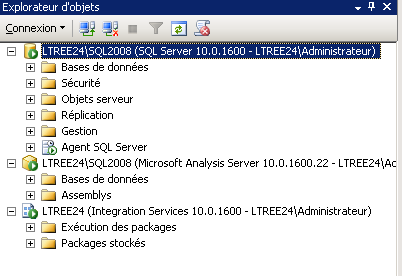 Explorateur d'objets
Connexion
LTREE24\SQL2008 (SQL Server 10.0.1600 - LTREE24\Administrateur)
Bases de données
Sécurité
Objets serveur
Réplication
Gestion
Agent SQL Server
LTREE24\SQL2008 (Microsoft Analysis Server 10.0.1600.22 - LTREE24\Ad
Bases de données
Assemblys
LTREE24 (Integration Services 10.0.1600 - LTREE24\Administrateur)
Exécution des packages
Packages stockés